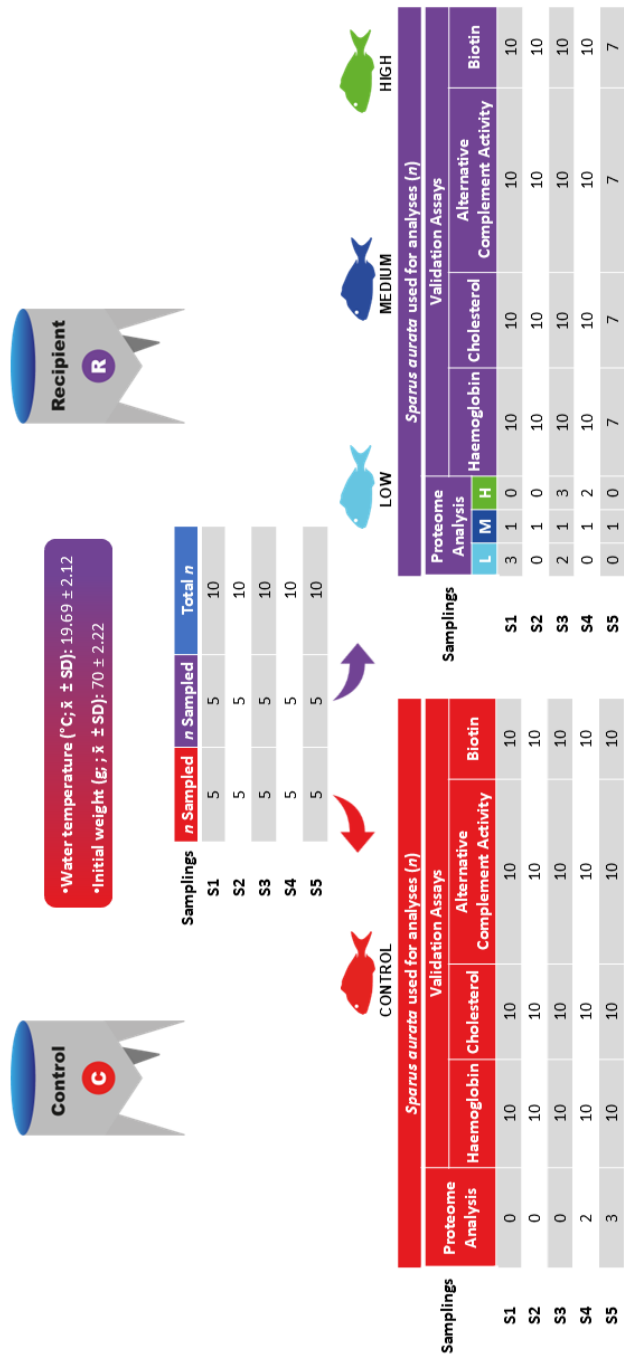 Control
C
Recipient
R
•Water temperature (°C; x̄ ± SD): 19.69 ± 2.12
•Initial weight (g; ; x̄ ± SD): 70 ± 2.22
Samplings n Sampled n Sampled Total n
S1 5 5 10
S2 5 5 10
S3 5 5 10
S4 5 5 10
S5 5 5 10
CONTROL
Sparus aurata used for analyses (n)
Samplings
Proteome Analysis
Validation Assays
Haemoglobin Cholesterol Alternative Complement Activity Biotin
S1 0 10 10 10 10
S2 0 10 10 10 10
S3 0 10 10 10 10
S4 2 10 10 10 10
S5 3 10 10 10 10
LOW MEDIUM HIGH
Sparus aurata used for analyses (n)
Samplings
Proteome Analysis
Validation Assays
L M H Haemoglobin Cholesterol Alternative Complement Activity Biotin
S1 3 1 0 10 10 10 10
S2 0 1 0 10 10 10 10
S3 2 1 3 10 10 10 10
S4 0 1 2 10 10 10 10
S5 0 1 0 7 7 7 7